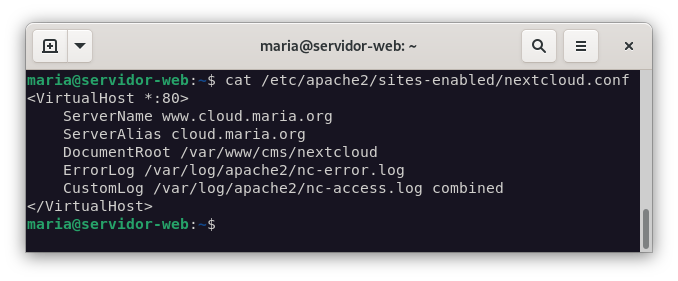 maria@servidor-web: ~
maria@servidor-web:~$ cat /etc/apache2/sites-enabled/nextcloud.conf
<VirtualHost *:80>
    ServerName www.cloud.maria.org
    ServerAlias cloud.maria.org
    DocumentRoot /var/www/cms/nextcloud
    ErrorLog /var/log/apache2/nc-error.log
    CustomLog /var/log/apache2/nc-access.log combined
</VirtualHost>
maria@servidor-web:~$